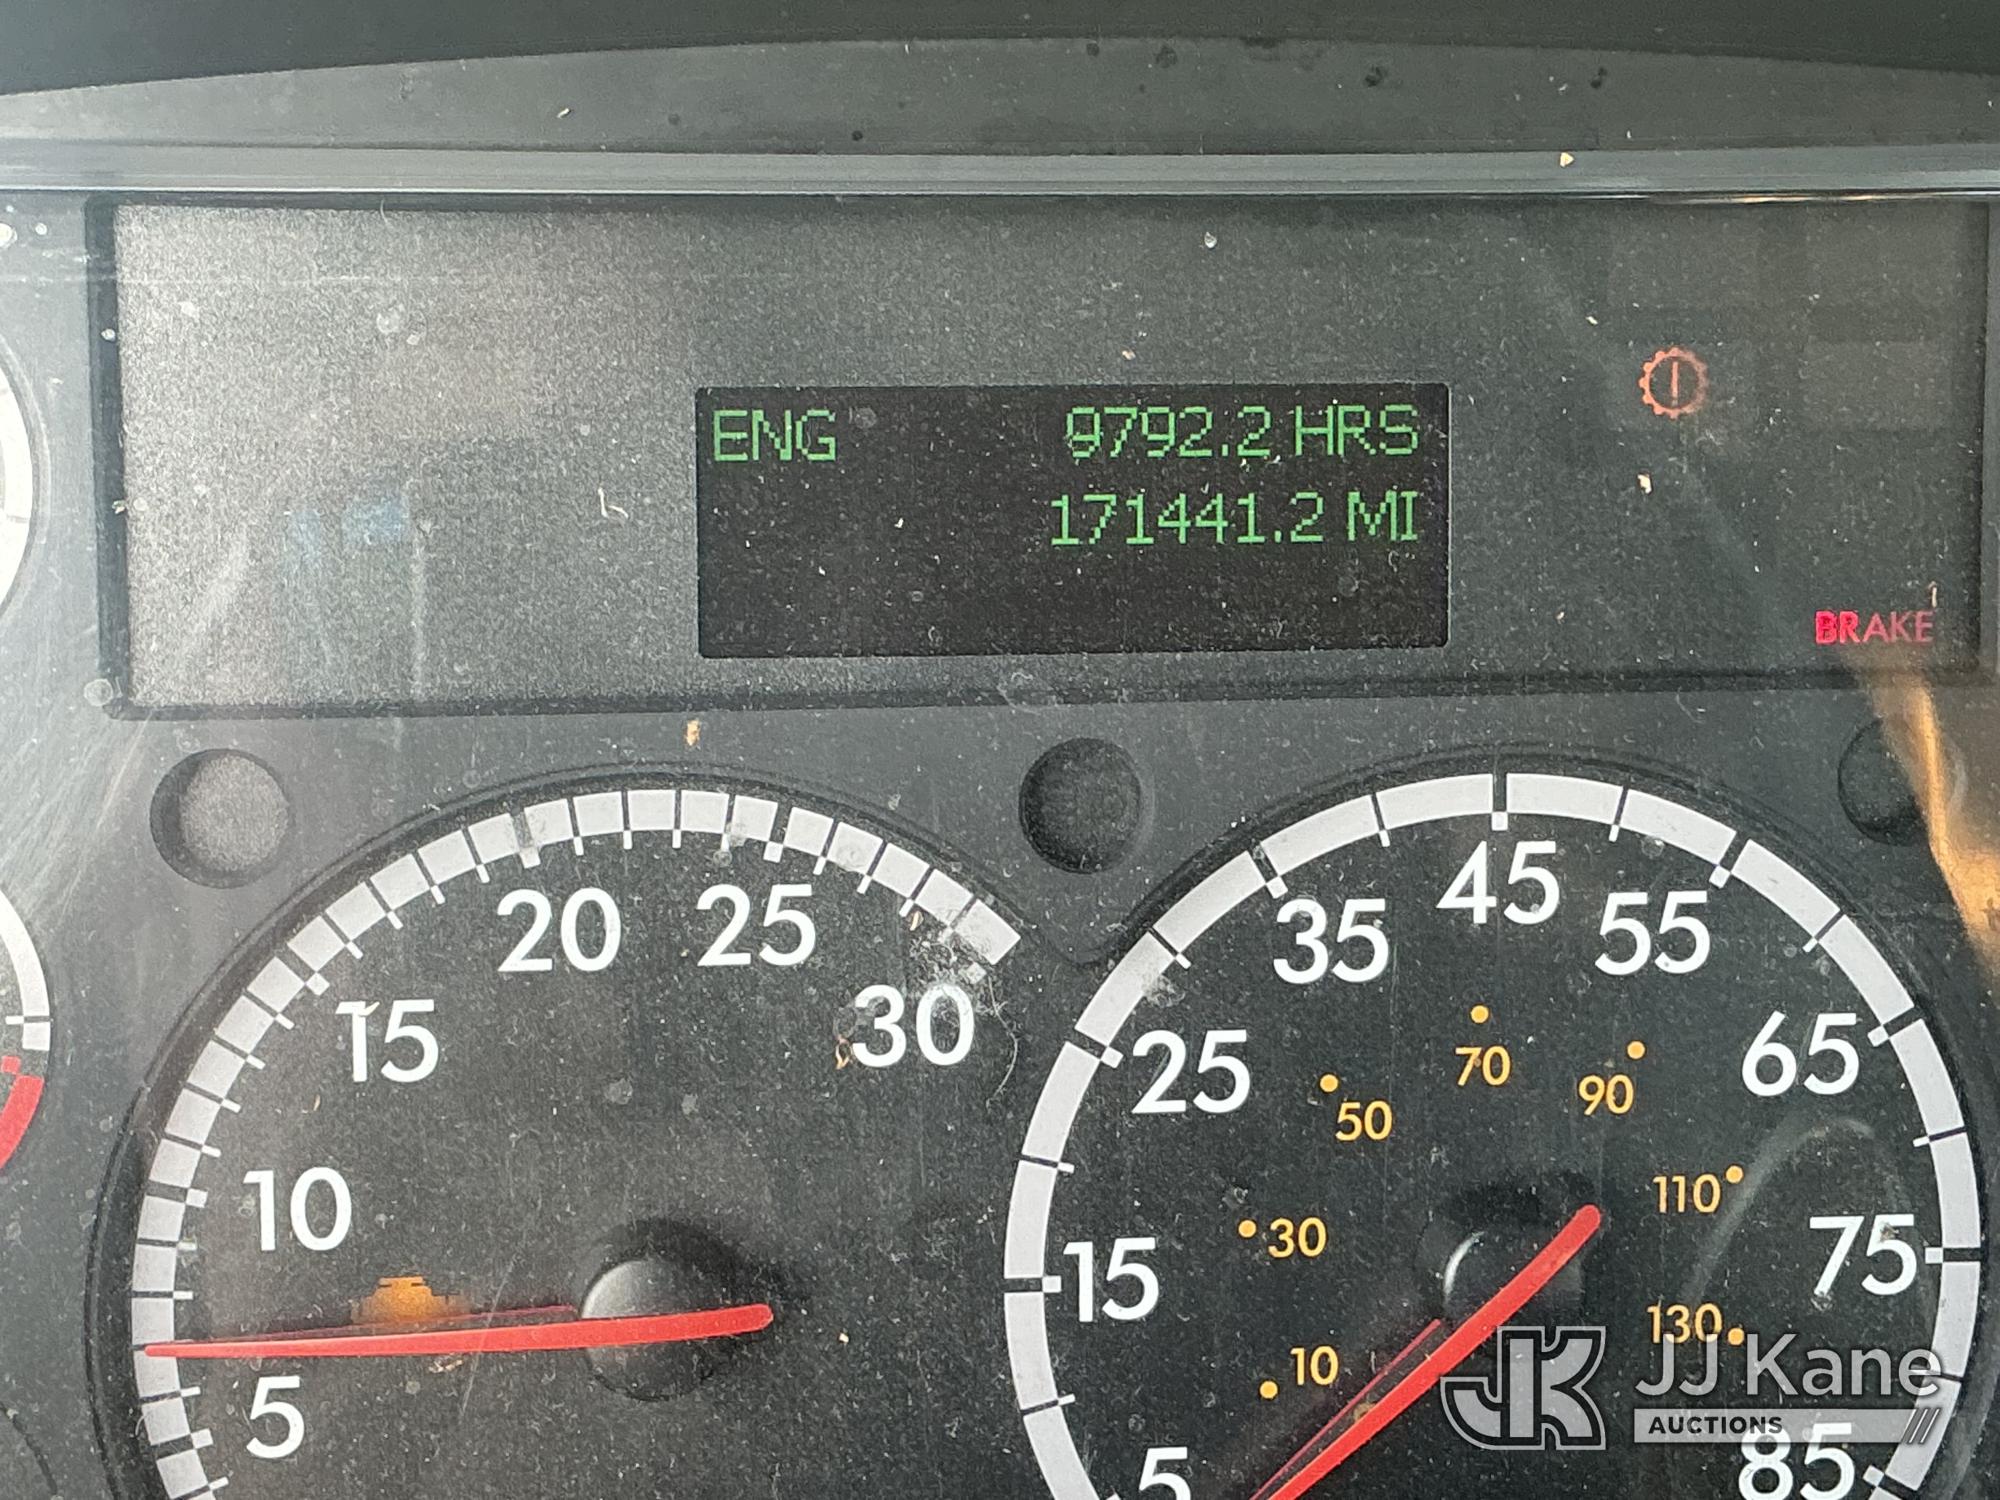 ENG 9792.2 HRS
171441.2 MI
BRAKE
5 10 15 20 25 30
5 15 25 35 45 55 65 75 85
10 30 50 70 90 110 130
JK JJ Kane
AUCTIONS